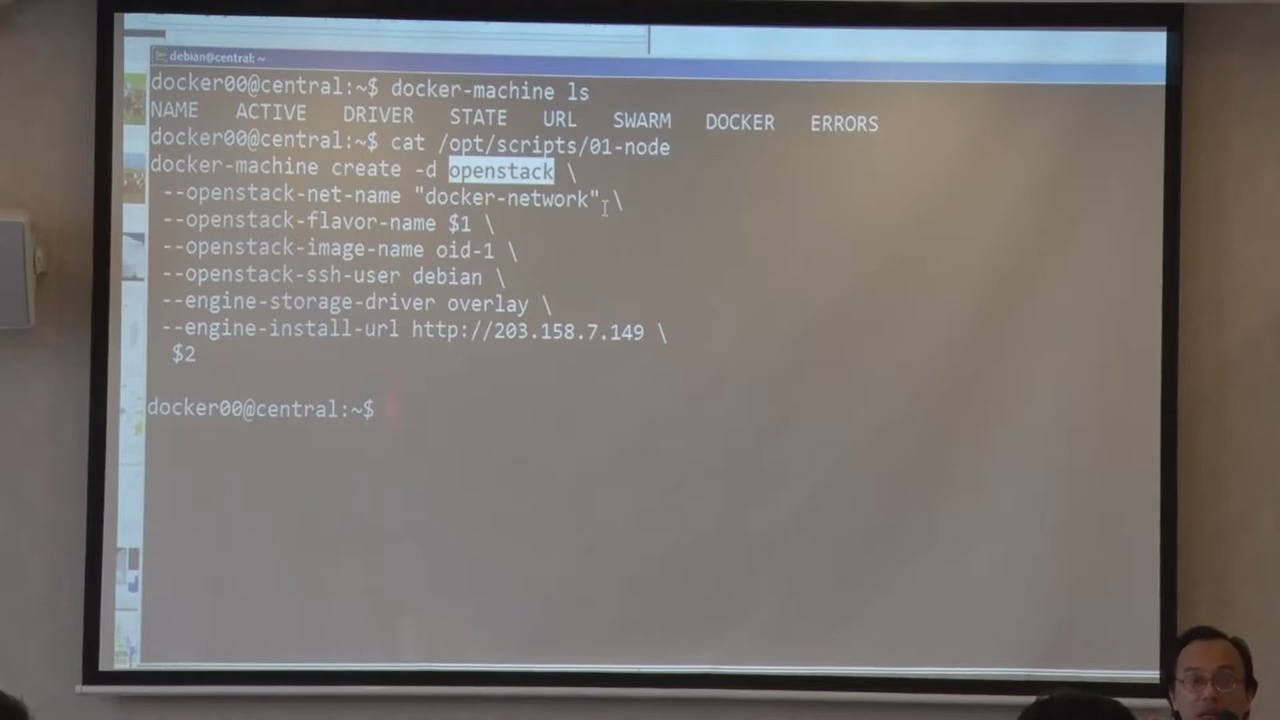 debian@central: ~
docker00@central:~$ docker-machine ls
NAME ACTIVE DRIVER STATE URL SWARM DOCKER ERRORS
docker00@central:~$ cat /opt/scripts/01-node
docker-machine create -d openstack \
--openstack-net-name "docker-network" \
--openstack-flavor-name $1 \
--openstack-image-name oid-1 \
--openstack-ssh-user debian \
--engine-storage-driver overlay \
--engine-install-url http://203.158.7.149 \
$2
docker00@central:~$